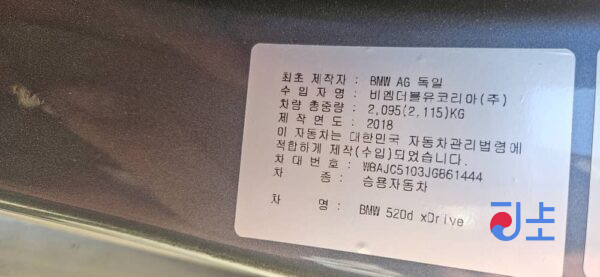 최초 제작자 : BMW AG 독일
수 입 자 명 : 비엠더블유코리아(주)
차량 총중량 : 2,095(2,115)KG
제 작 연 도 : 2018
이 자동차는 대한민국 자동차관리법령에
적합하게 제작(수입)되었습니다.
차 대 번 호 : WBAJC5103JG861444
차 종 : 승용자동차
차 명 : BMW 520d xDrive